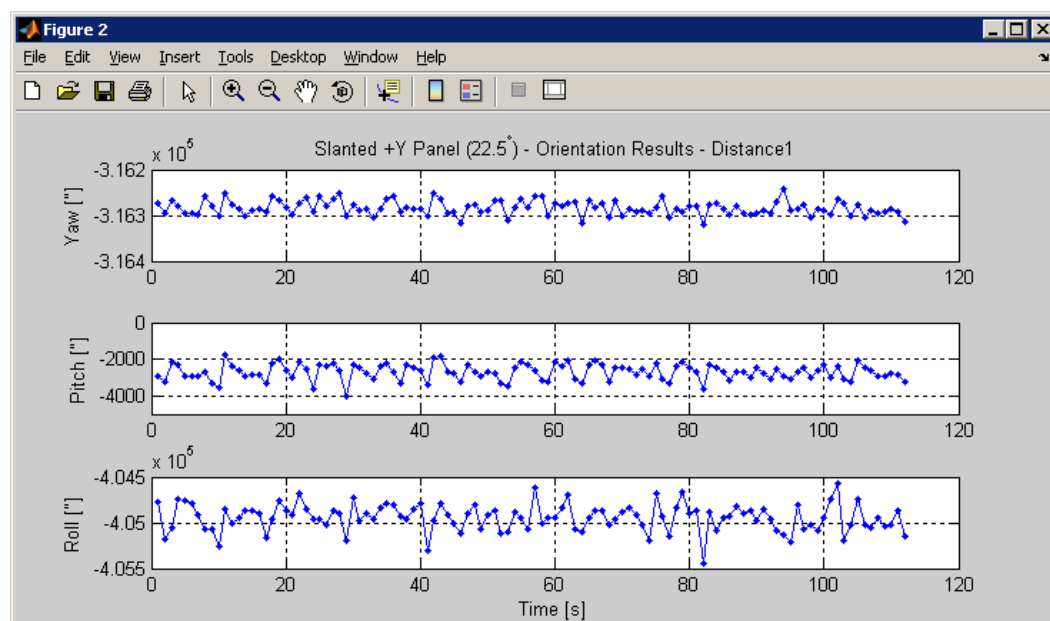 Figure 2
File Edit View Insert Tools Desktop Window Help
Slanted +Y Panel (22.5°) - Orientation Results - Distance1
x 10^5
Yaw ["]
-3.162
-3.163
-3.164
0 20 40 60 80 100 120
Pitch ["]
0
-2000
-4000
0 20 40 60 80 100 120
x 10^5
Roll ["]
-4.045
-4.05
-4.055
0 20 40 60 80 100 120
Time [s]